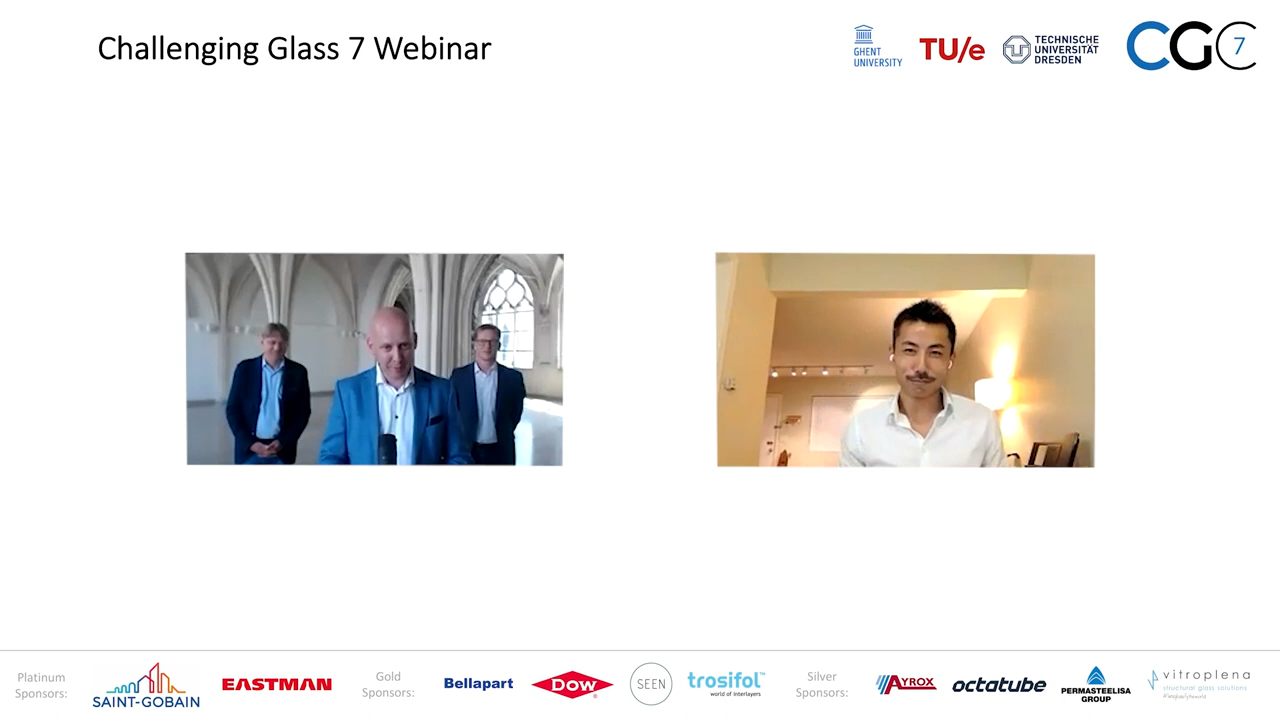 Challenging Glass 7 Webinar
GHENT
UNIVERSITY
TU/e
TECHNISCHE
UNIVERSITÄT
DRESDEN
CGC 7
Platinum
Sponsors:
SAINT-GOBAIN
EASTMAN
Gold
Sponsors:
Bellapart
DOW
SEEN
trosifol™
world of interlayers
Silver
Sponsors:
AYROX
octatube
PERMASTEELISA
GROUP
vitroplena
structural glass solutions